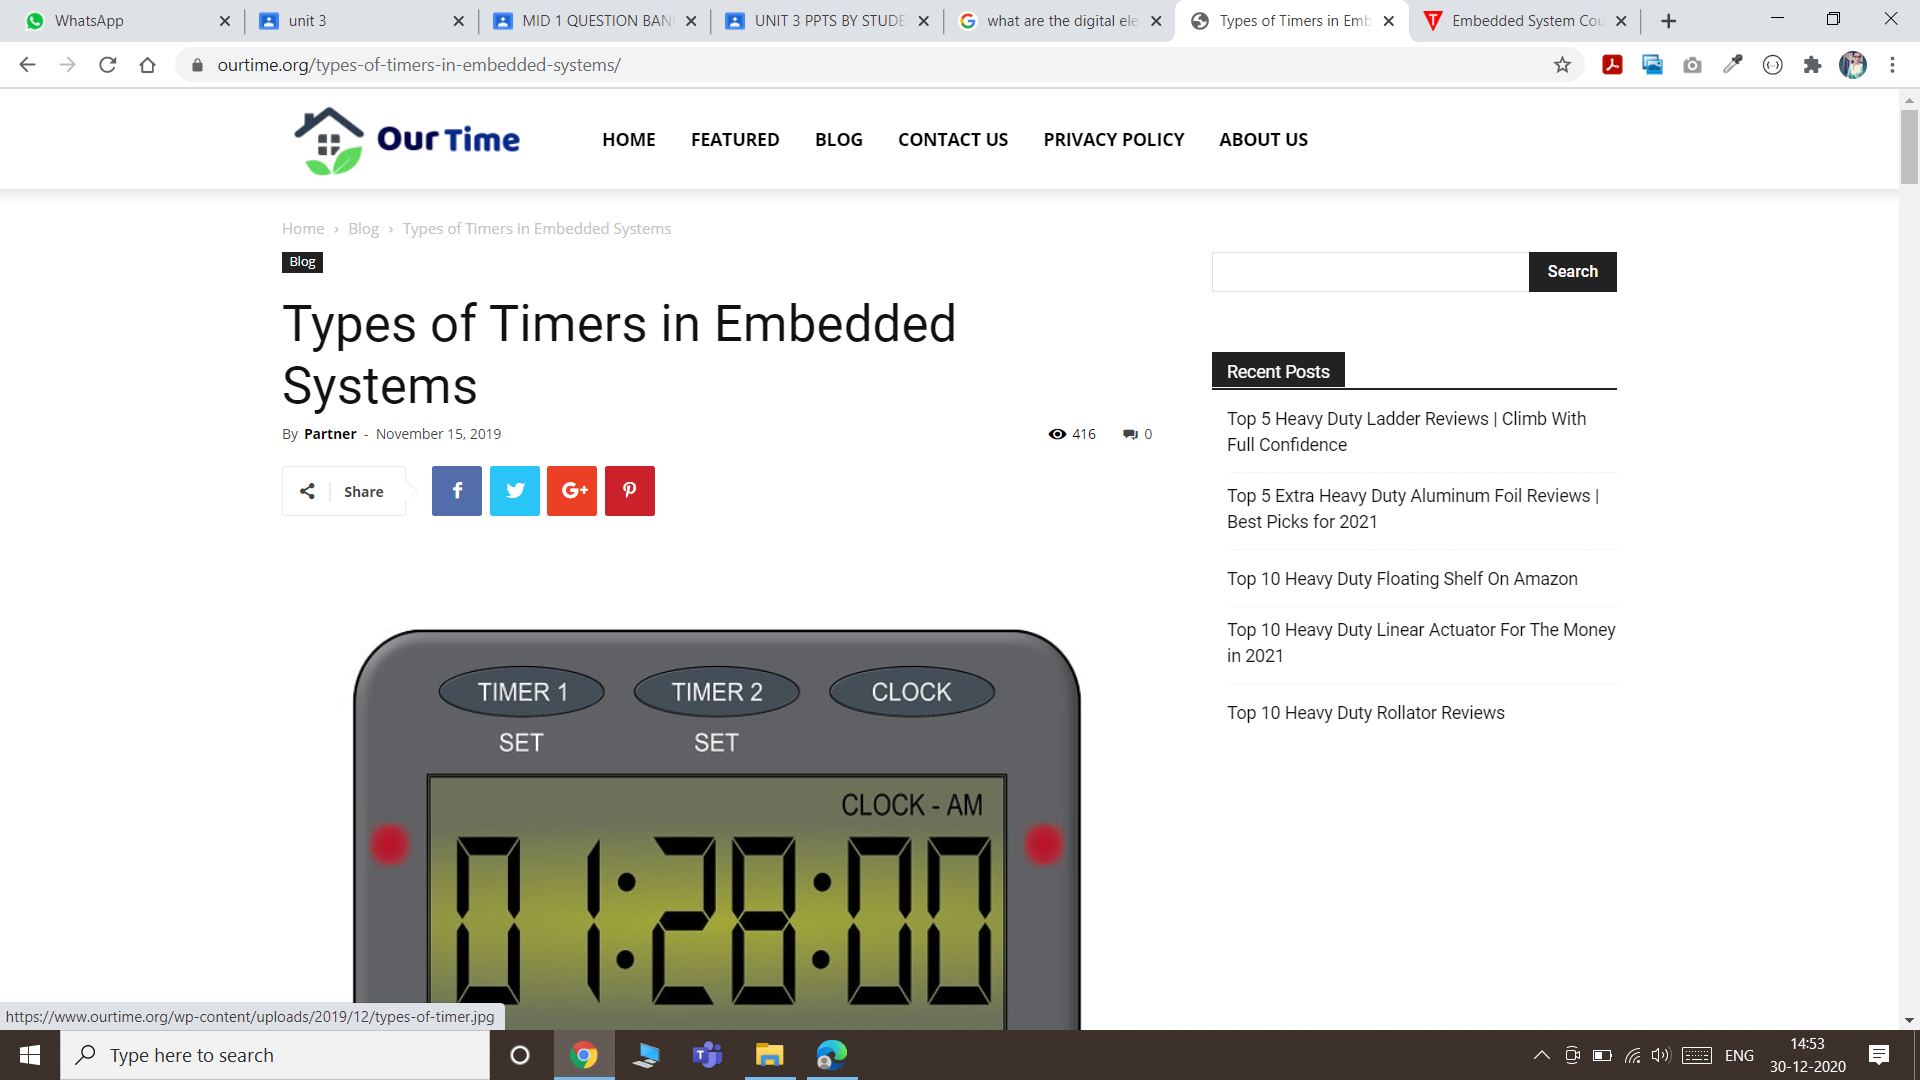 WhatsApp
unit 3
MID 1 QUESTION BAN
UNIT 3 PPTS BY STUDE
what are the digital ele
Types of Timers in Emb
Embedded System Cou
ourtime.org/types-of-timers-in-embedded-systems/
Our Time
HOME
FEATURED
BLOG
CONTACT US
PRIVACY POLICY
ABOUT US
Home › Blog › Types of Timers in Embedded Systems
Blog
Search
Types of Timers in Embedded
Systems
By Partner - November 15, 2019
416
0
Share
G+
Recent Posts
Top 5 Heavy Duty Ladder Reviews | Climb With
Full Confidence
Top 5 Extra Heavy Duty Aluminum Foil Reviews |
Best Picks for 2021
Top 10 Heavy Duty Floating Shelf On Amazon
Top 10 Heavy Duty Linear Actuator For The Money
in 2021
Top 10 Heavy Duty Rollator Reviews
TIMER 1
TIMER 2
CLOCK
SET
SET
CLOCK - AM
01:28:00
https://www.ourtime.org/wp-content/uploads/2019/12/types-of-timer.jpg
Type here to search
ENG
14:53
30-12-2020